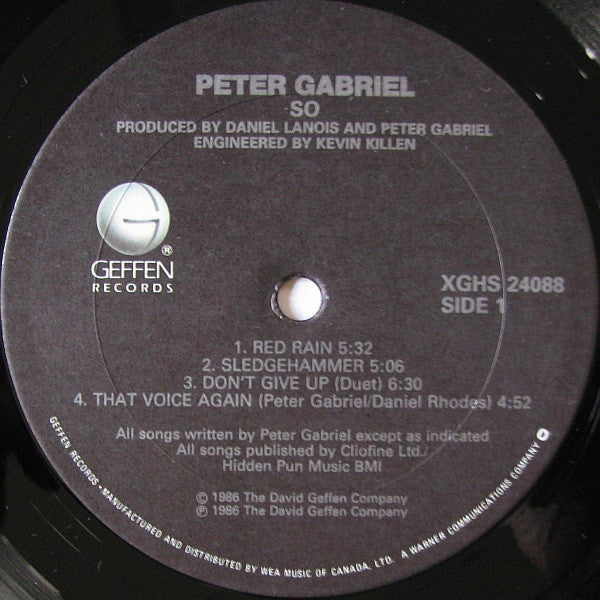 PETER GABRIEL
SO
PRODUCED BY DANIEL LANOIS AND PETER GABRIEL
ENGINEERED BY KEVIN KILLEN
G
®
GEFFEN
RECORDS
XGHS 24088
SIDE 1
1. RED RAIN 5:32
2. SLEDGEHAMMER 5:06
3. DON'T GIVE UP (Duet) 6:30
4. THAT VOICE AGAIN (Peter Gabriel/Daniel Rhodes) 4:52
All songs written by Peter Gabriel except as indicated
All songs published by Cliofine Ltd./
Hidden Pun Music BMI
© 1986 The David Geffen Company
℗ 1986 The David Geffen Company
GEFFEN RECORDS • MANUFACTURED AND DISTRIBUTED BY WEA MUSIC OF CANADA, LTD. A WARNER COMMUNICATIONS COMPANY